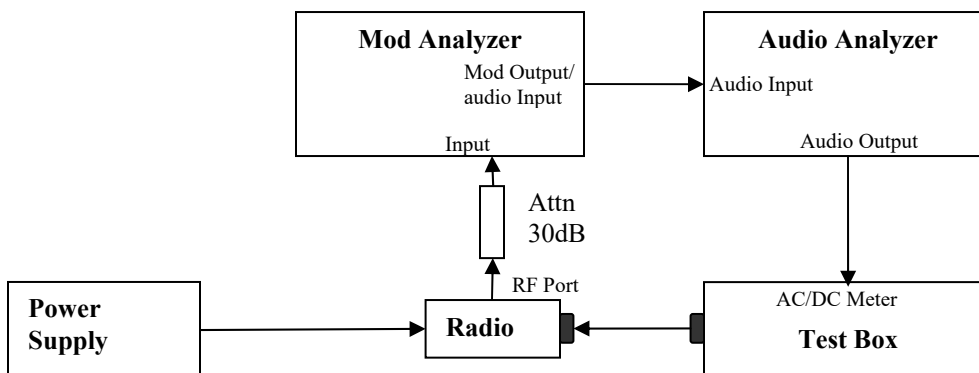 Mod Analyzer
Mod Output/
audio Input
Input
Audio Analyzer
Audio Input
Audio Output
Attn
30dB
RF Port
Power
Supply
Radio
AC/DC Meter
Test Box